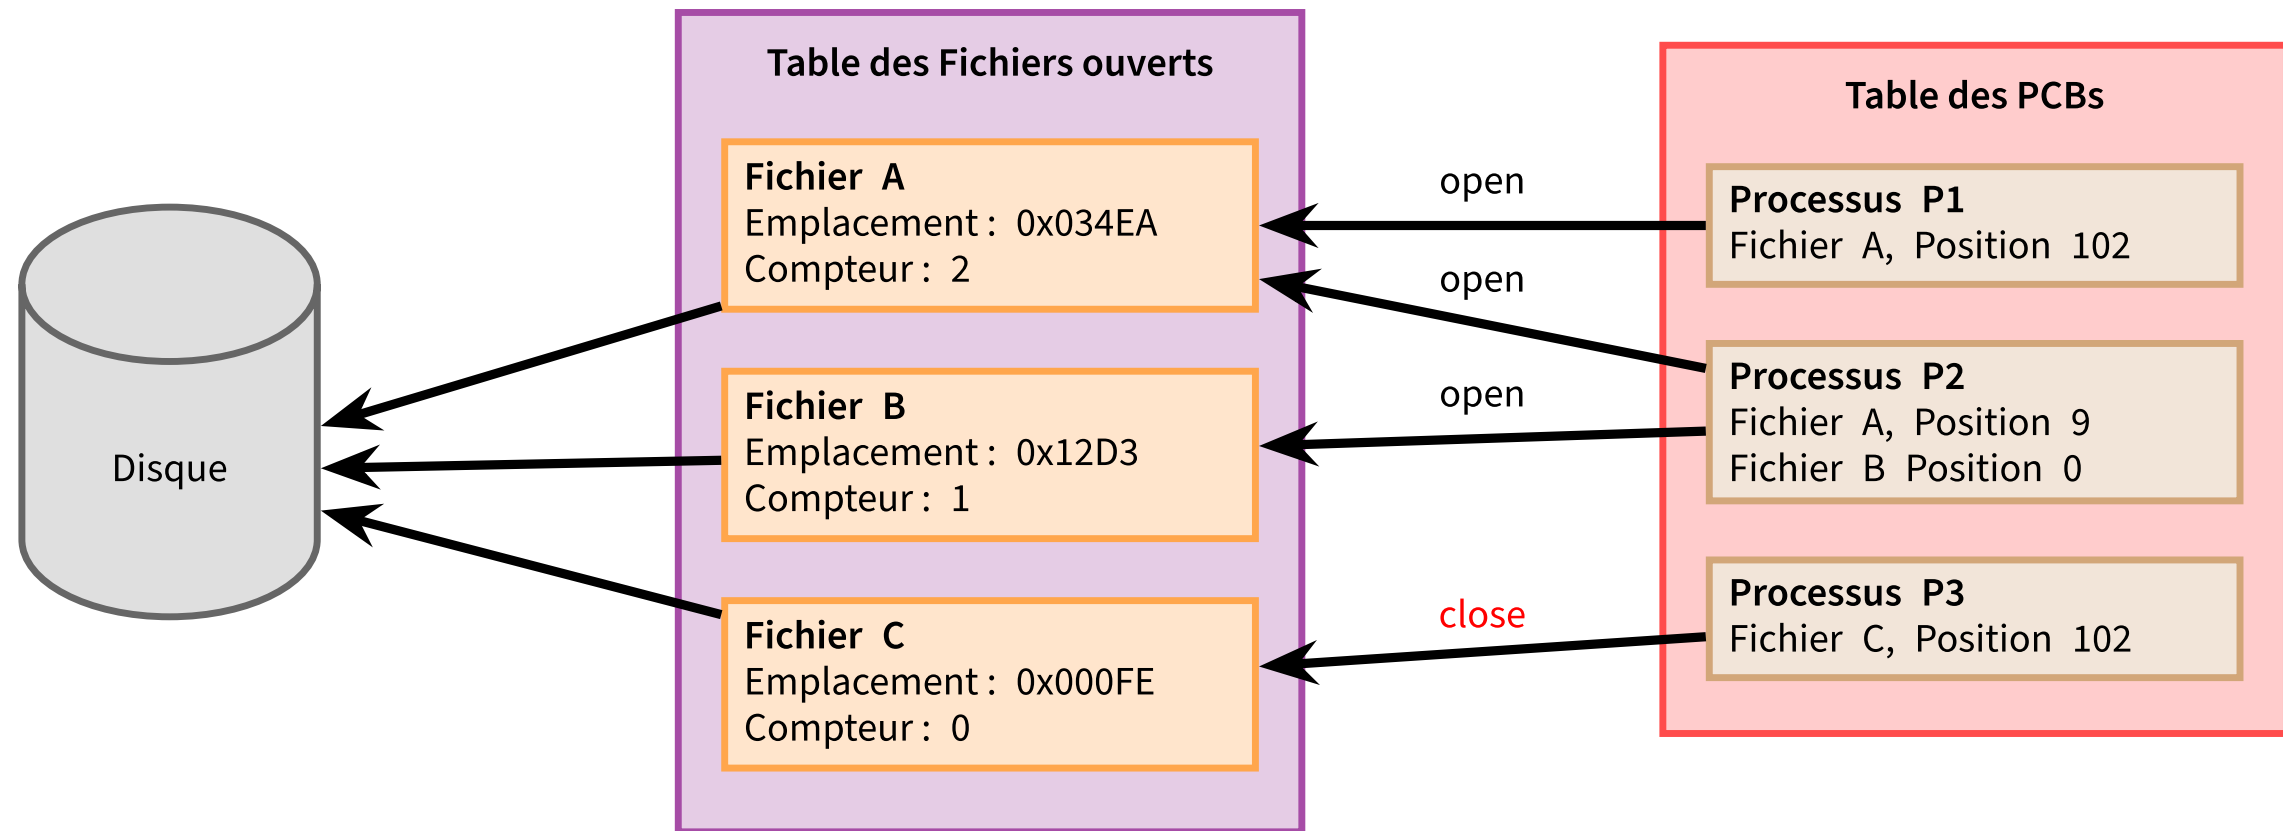 Table des Fichiers ouverts
Fichier A
Emplacement : 0x034EA
Compteur : 2
Fichier B
Emplacement : 0x12D3
Compteur : 1
Fichier C
Emplacement : 0x000FE
Compteur : 0
Disque
open
open
open
close
Table des PCBs
Processus P1
Fichier A, Position 102
Processus P2
Fichier A, Position 9
Fichier B Position 0
Processus P3
Fichier C, Position 102